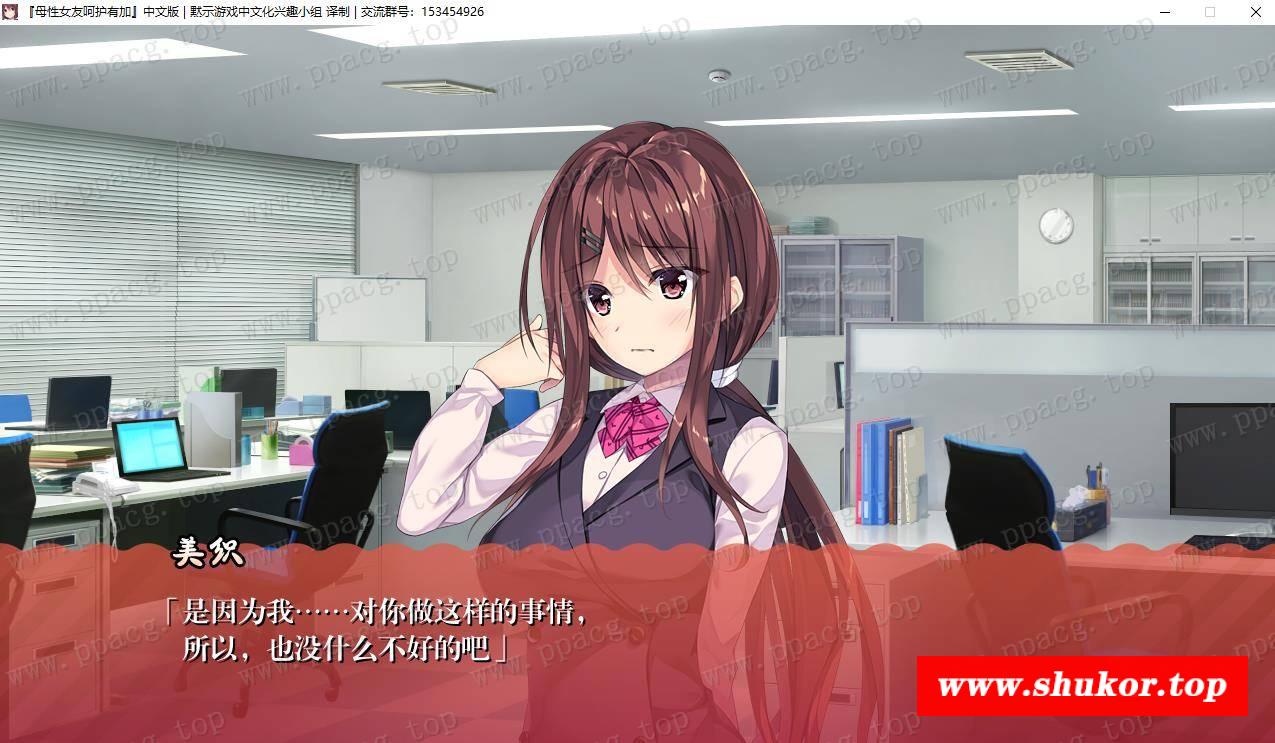 『母性女友呵护有加』中文版 | 默示游戏中文化兴趣小组 译制 | 交流群号：153454926
www.ppacg.top
美织
「是因为我……对你做这样的事情，
所以，也没什么不好的吧」
www.shukor.top